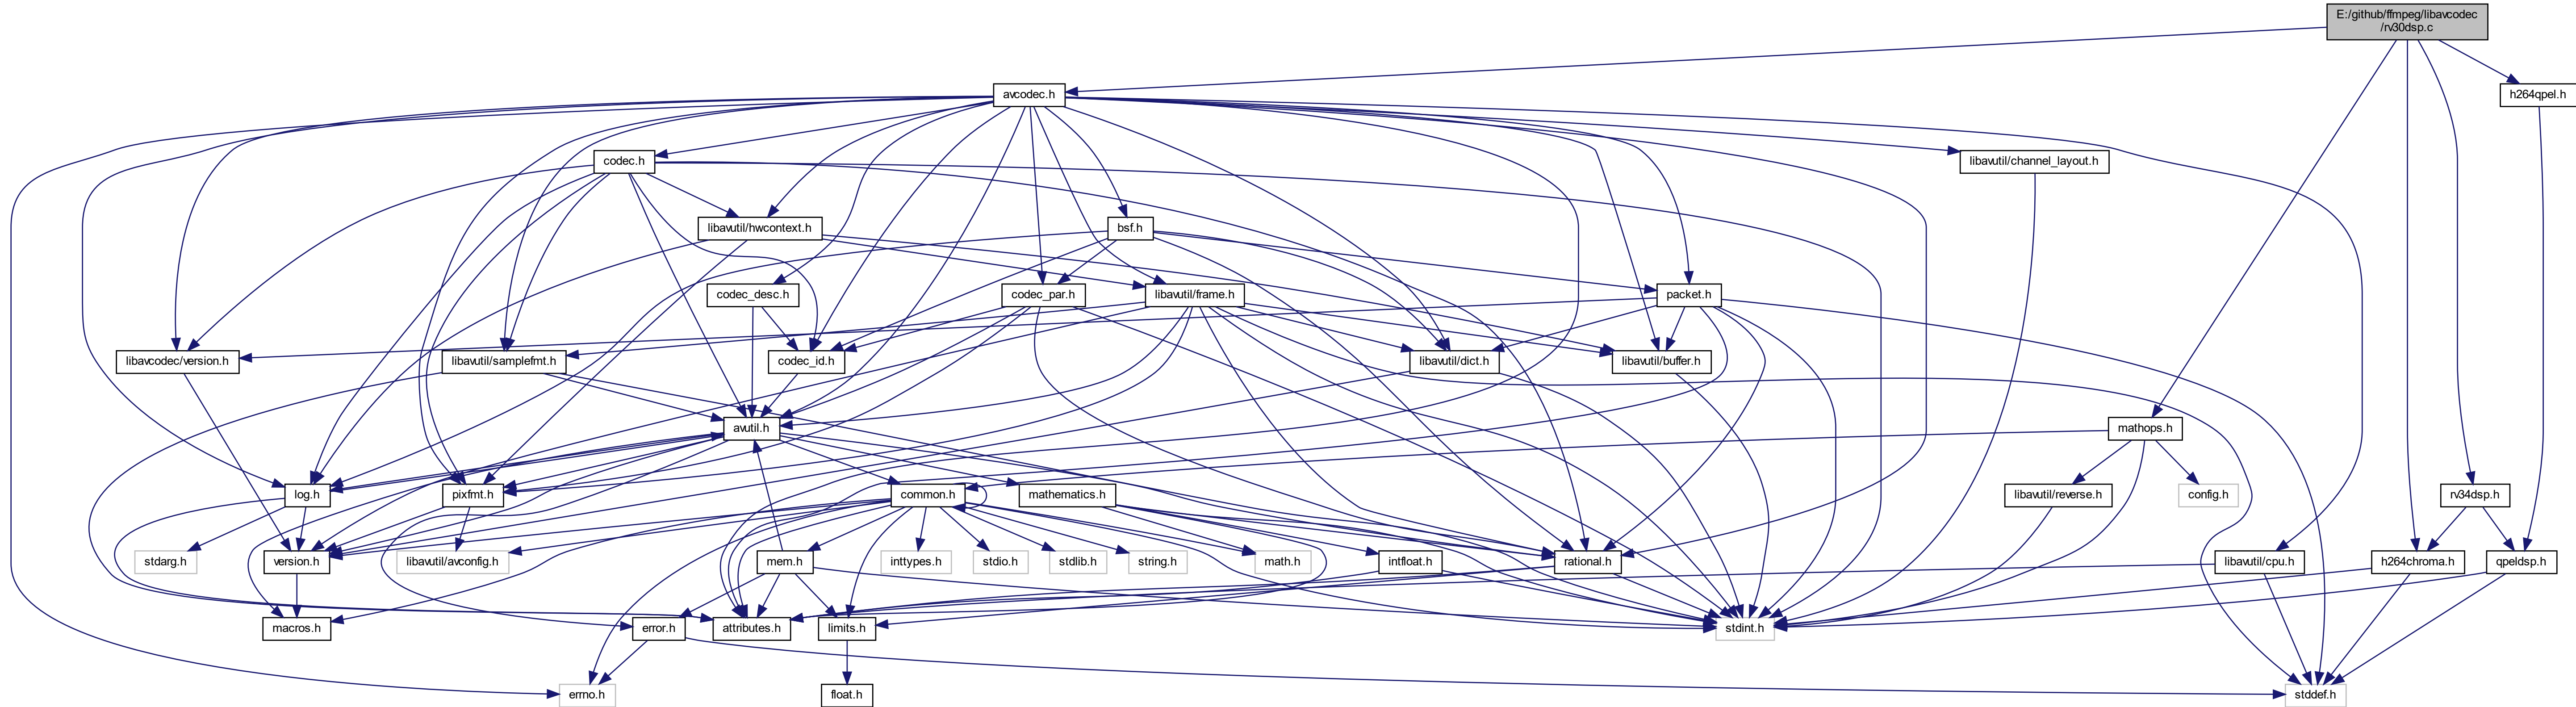 E:/github/ffmpeg/libavcodec
/rv30dsp.c
avcodec.h
h264qpel.h
codec.h
libavutil/channel_layout.h
libavutil/hwcontext.h
bsf.h
codec_desc.h
codec_par.h
libavutil/frame.h
packet.h
libavcodec/version.h
libavutil/samplefmt.h
codec_id.h
libavutil/dict.h
libavutil/buffer.h
avutil.h
mathops.h
log.h
pixfmt.h
common.h
mathematics.h
libavutil/reverse.h
config.h
rv34dsp.h
stdarg.h
version.h
libavutil/avconfig.h
mem.h
inttypes.h
stdio.h
stdlib.h
string.h
math.h
intfloat.h
rational.h
libavutil/cpu.h
h264chroma.h
qpeldsp.h
macros.h
error.h
attributes.h
limits.h
stdint.h
errno.h
float.h
stddef.h